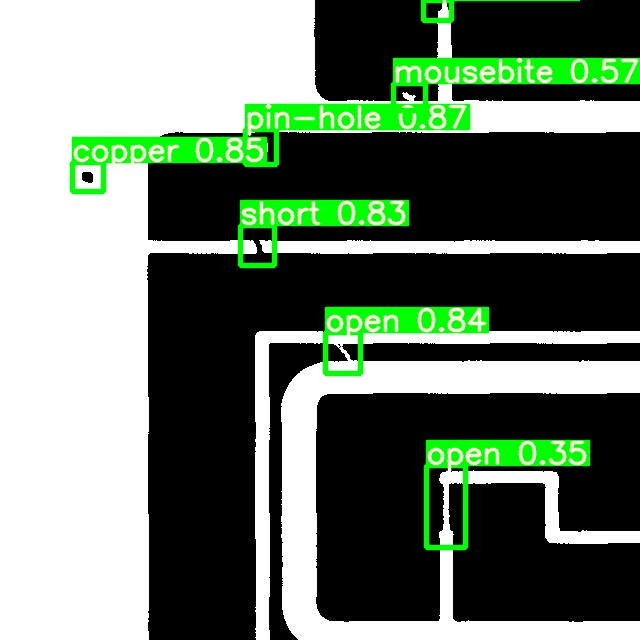 mousebite 0.57
pin-hole 0.87
copper 0.85
short 0.83
open 0.84
open 0.35